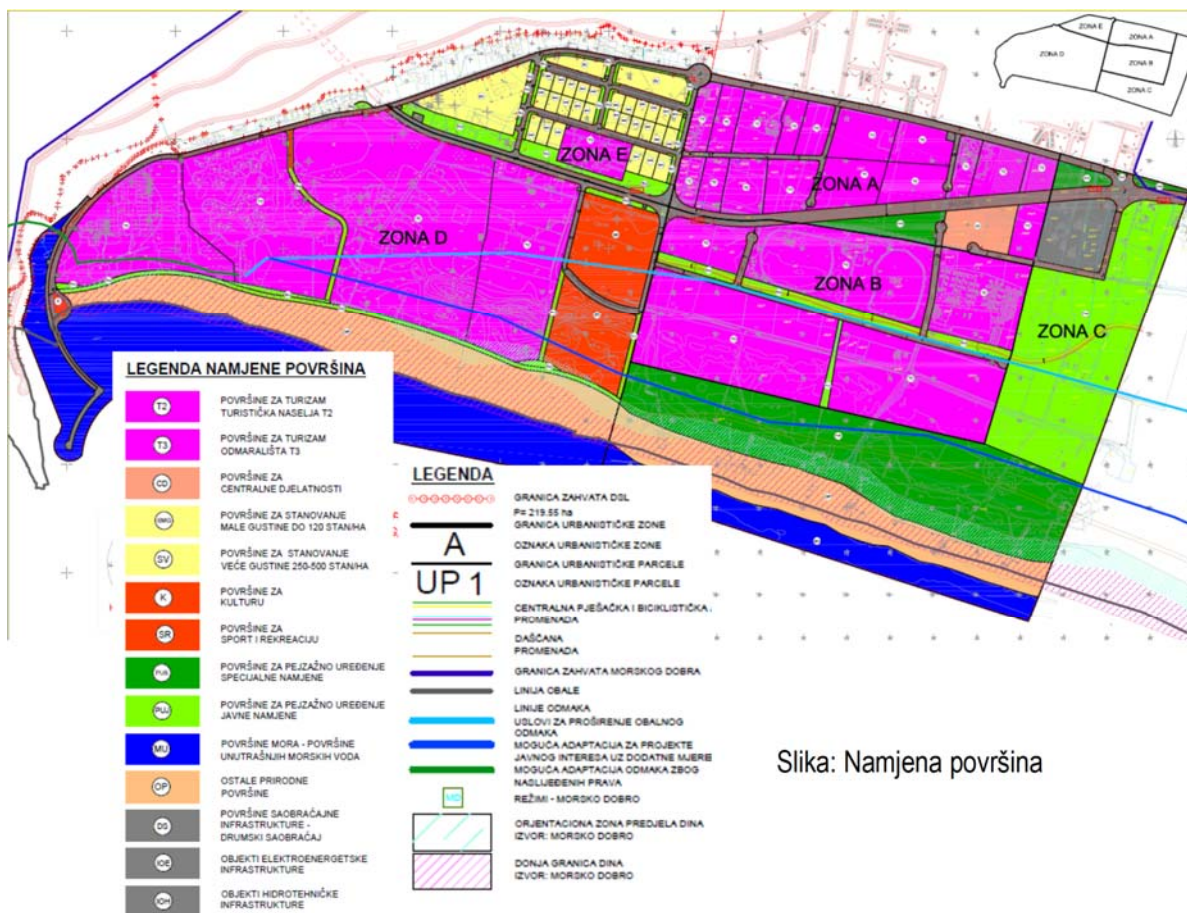 ZONA E
ZONA A
ZONA D
ZONA B
ZONA C
ZONA E
ZONA A
ZONA D
ZONA B
ZONA C
LEGENDA NAMJENE POVRŠINA
T2
POVRŠINE ZA TURIZAM
TURISTIČKA NASELJA T2
T3
POVRŠINE ZA TURIZAM
ODMARALIŠTA T3
CD
POVRŠINE ZA
CENTRALNE DJELATNOSTI
POVRŠINE ZA STANOVANJE
MALE GUSTINE DO 120 STAN/HA
SV
POVRŠINE ZA STANOVANJE
VEĆE GUSTINE 250-500 STAN/HA
K
POVRŠINE ZA
KULTURU
SR
POVRŠINE ZA
SPORT I REKREACIJU
PUS
POVRŠINE ZA PEJZAŽNO UREĐENJE
SPECIJALNE NAMJENE
PUJ
POVRŠINE ZA PEJZAŽNO UREĐENJE
JAVNE NAMJENE
MU
POVRŠINE MORA - POVRŠINE
UNUTRAŠNJIH MORSKIH VODA
OP
OSTALE PRIRODNE
POVRŠINE
DS
POVRŠINE SAOBRAĆAJNE
INFRASTRUKTURE -
DRUMSKI SAOBRAĆAJ
IOE
OBJEKTI ELEKTROENERGETSKE
INFRASTRUKTURE
IOH
OBJEKTI HIDROTEHNIČKE
INFRASTRUKTURE
LEGENDA
GRANICA ZAHVATA DSL
P= 219.55 ha
GRANICA URBANISTIČKE ZONE
A
OZNAKA URBANISTIČKE ZONE
GRANICA URBANISTIČKE PARCELE
UP 1
OZNAKA URBANISTIČKE PARCELE
CENTRALNA PJEŠAČKA I BICIKLISTIČKA
PROMENADA
DAŠČANA
PROMENADA
GRANICA ZAHVATA MORSKOG DOBRA
LINIJA OBALE
LINIJE ODMAKA
USLOVI ZA PROŠIRENJE OBALNOG
ODMAKA
MOGUĆA ADAPTACIJA ZA PROJEKTE
JAVNOG INTERESA UZ DODATNE MJERE
MOGUĆA ADAPTACIJA ODMAKA ZBOG
NASLIJEĐENIH PRAVA
MD
REŽIMI - MORSKO DOBRO
ORJENTACIONA ZONA PREDJELA DINA
IZVOR: MORSKO DOBRO
DONJA GRANICA DINA
IZVOR: MORSKO DOBRO
Slika: Namjena površina